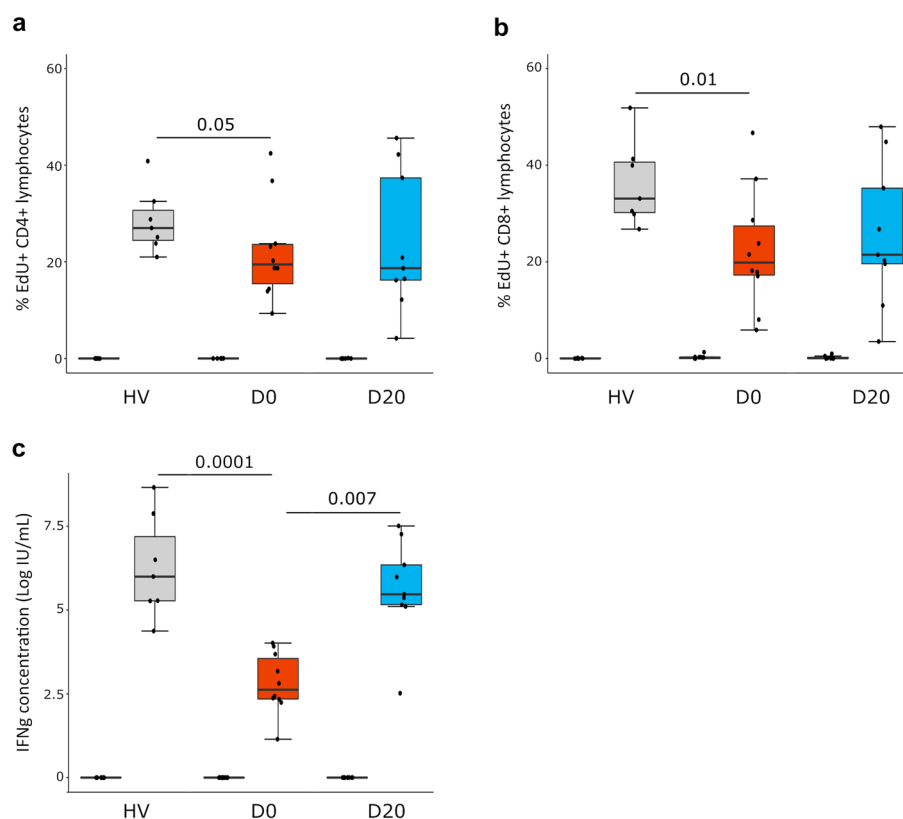 a
% EdU+ CD4+ lymphocytes
60
40
20
0
0.05
HV D0 D20
b
% EdU+ CD8+ lymphocytes
60
40
20
0
0.01
HV D0 D20
c
IFNg concentration (Log IU/mL)
7.5
5
2.5
0
0.0001
0.007
HV D0 D20